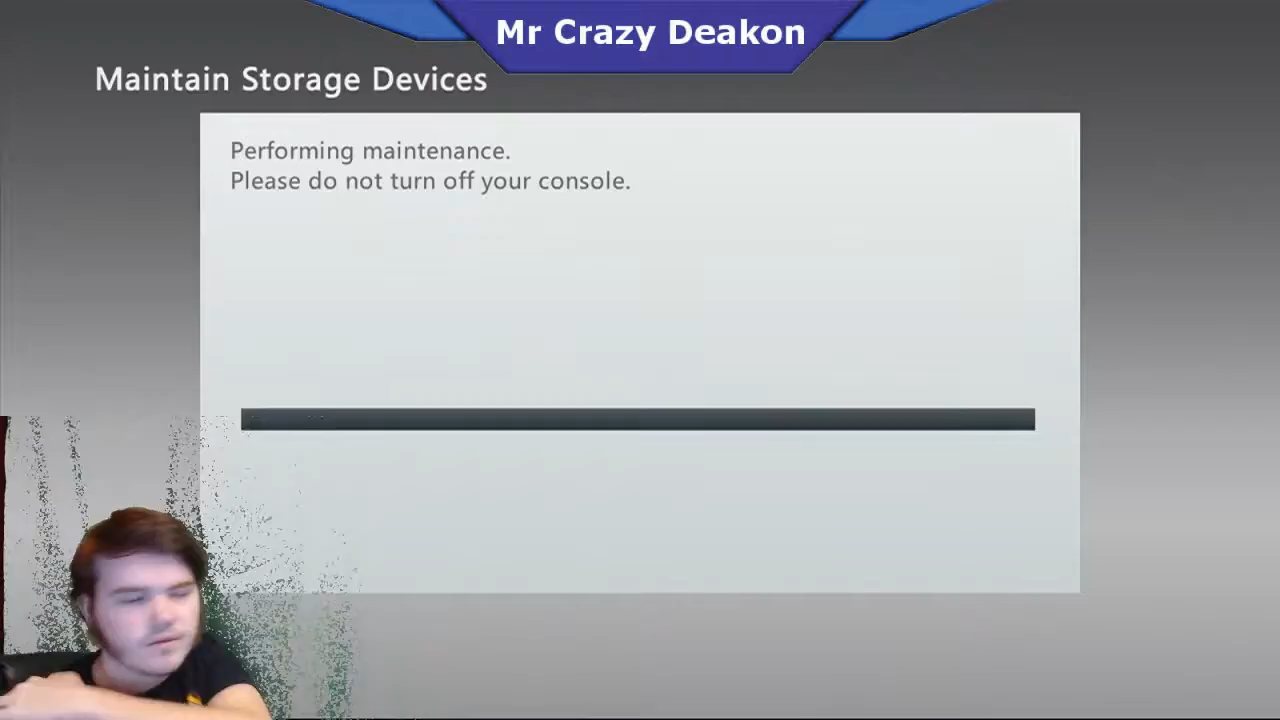 Mr Crazy Deakon
Maintain Storage Devices
Performing maintenance.
Please do not turn off your console.